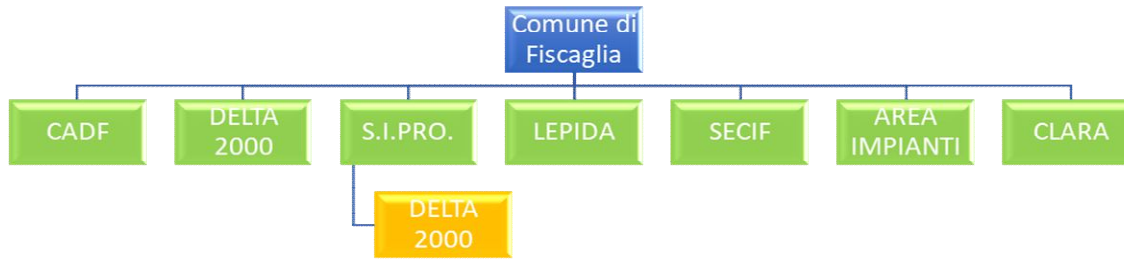 Comune di
Fiscaglia
CADF
DELTA
2000
S.I.PRO.
LEPIDA
SECIF
AREA
IMPIANTI
CLARA
DELTA
2000